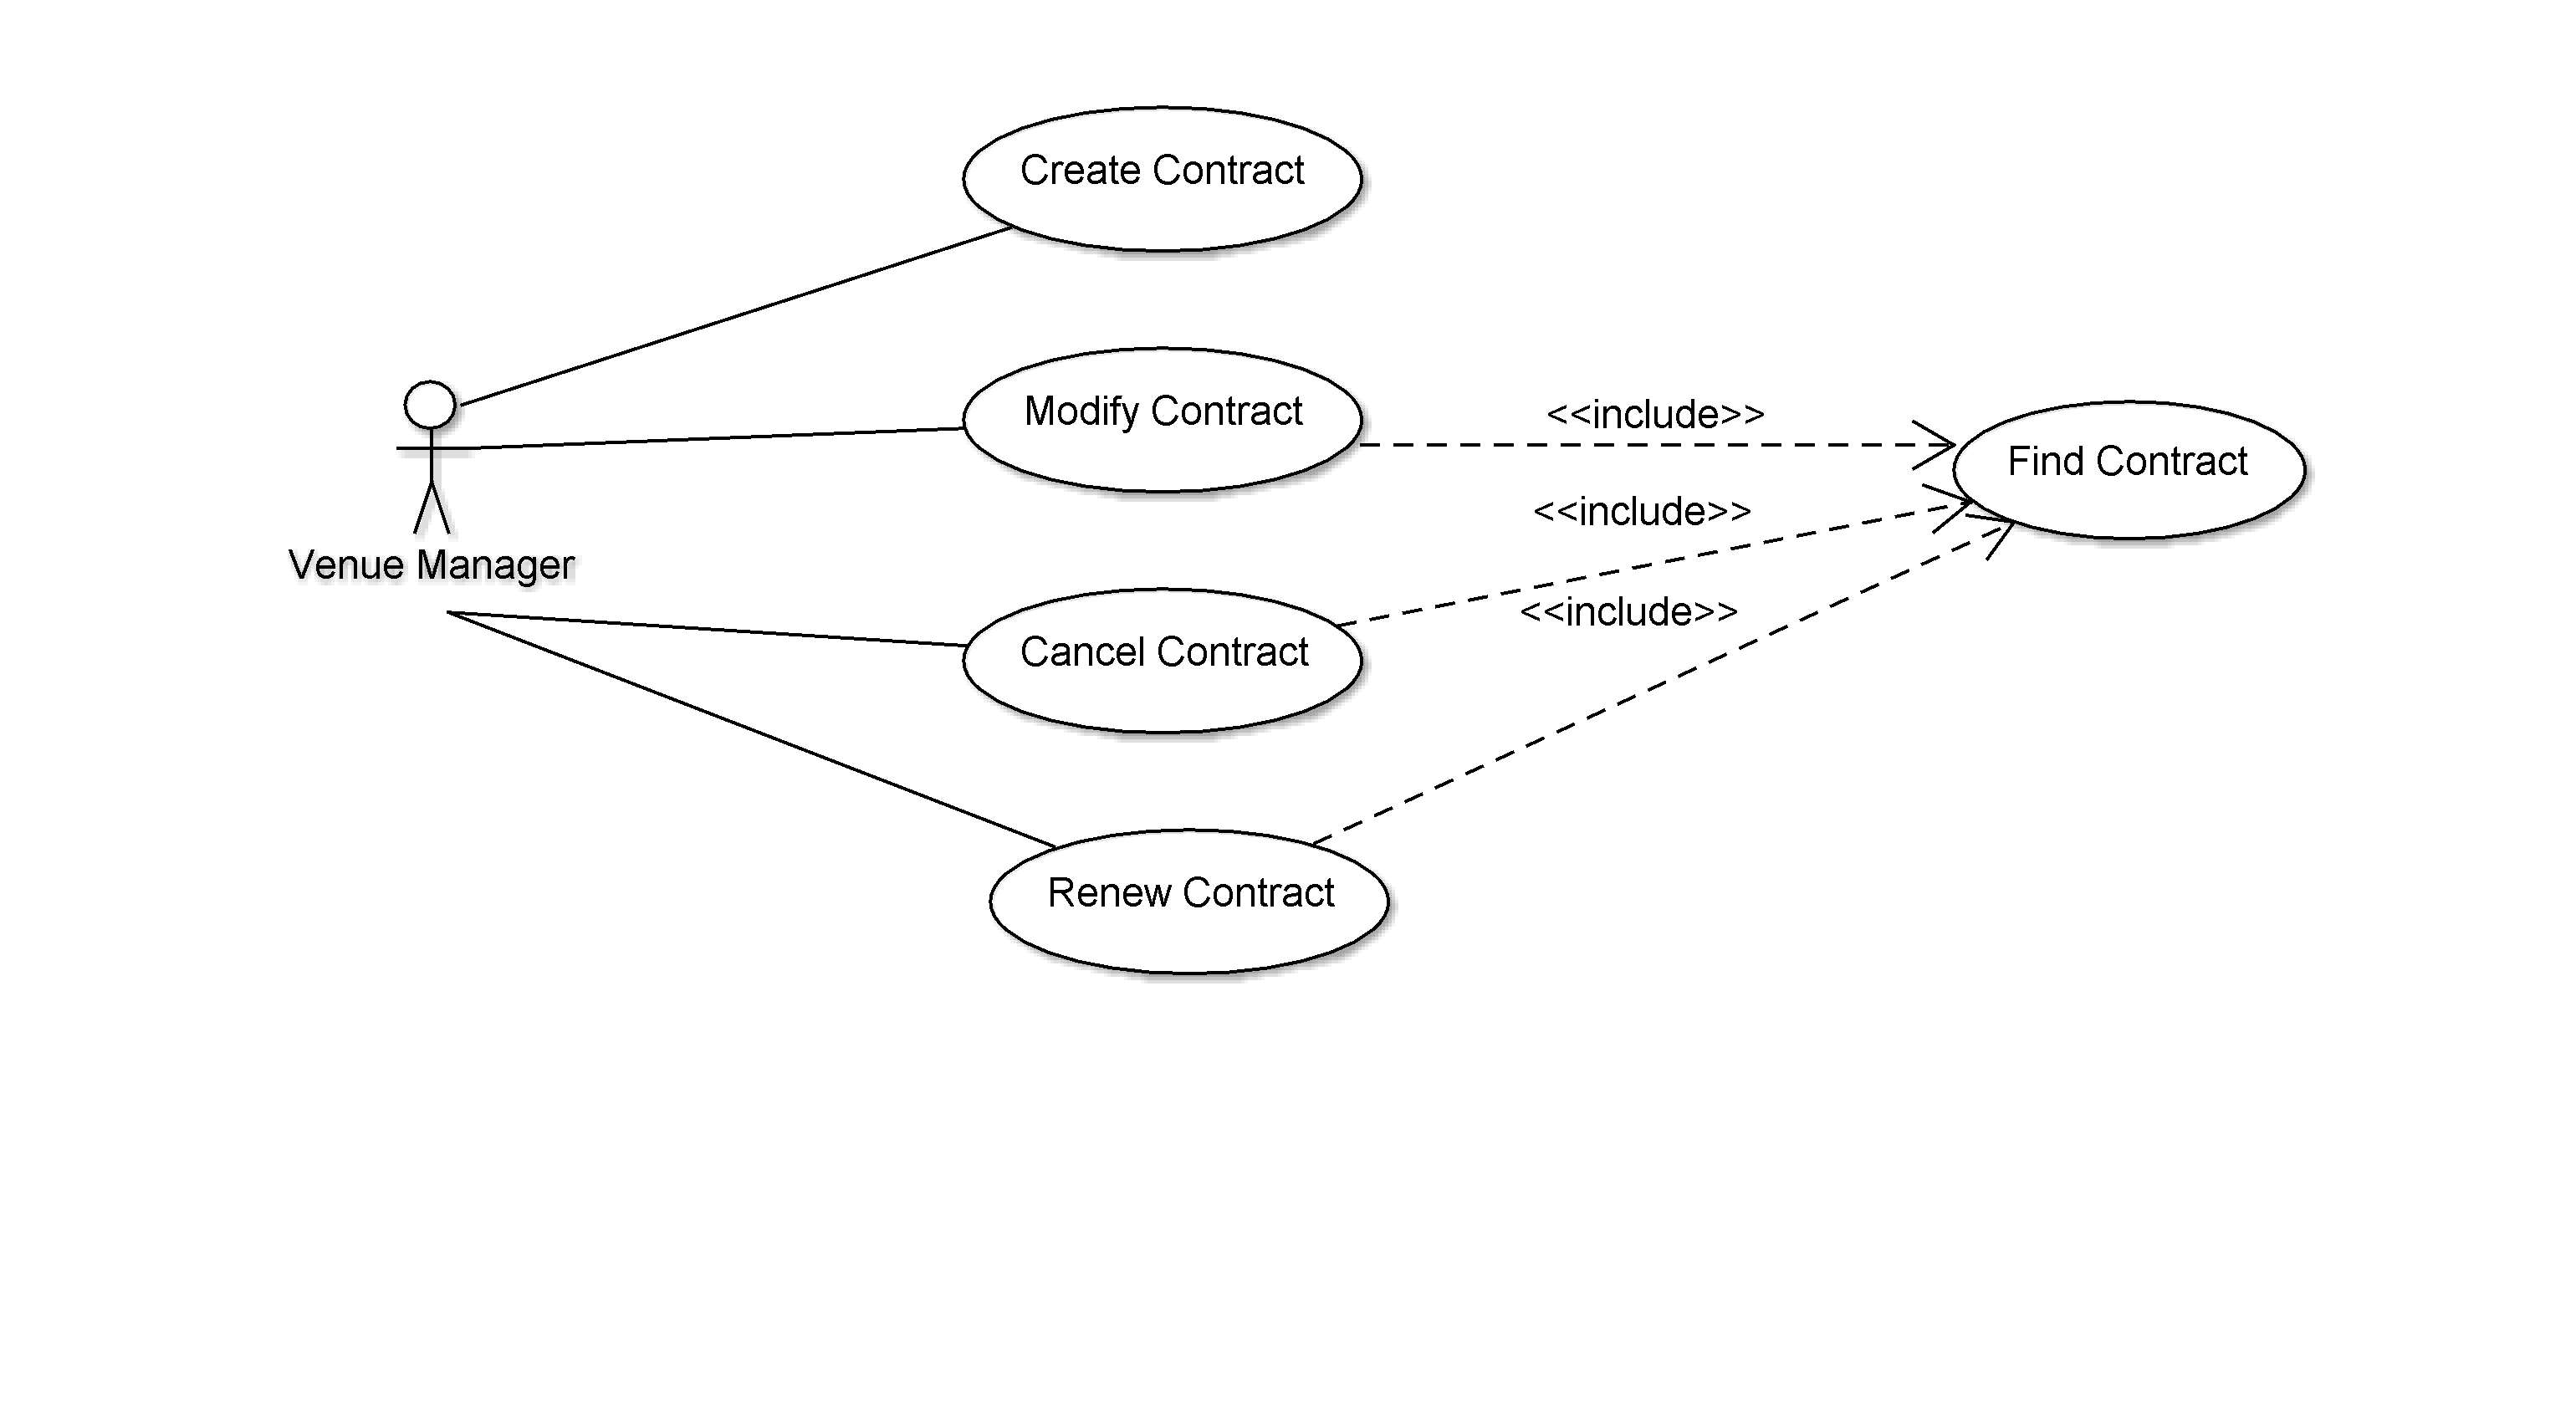 Create Contract
Modify Contract
<<include>>
Find Contract
<<include>>
Venue Manager
<<include>>
Cancel Contract
Renew Contract